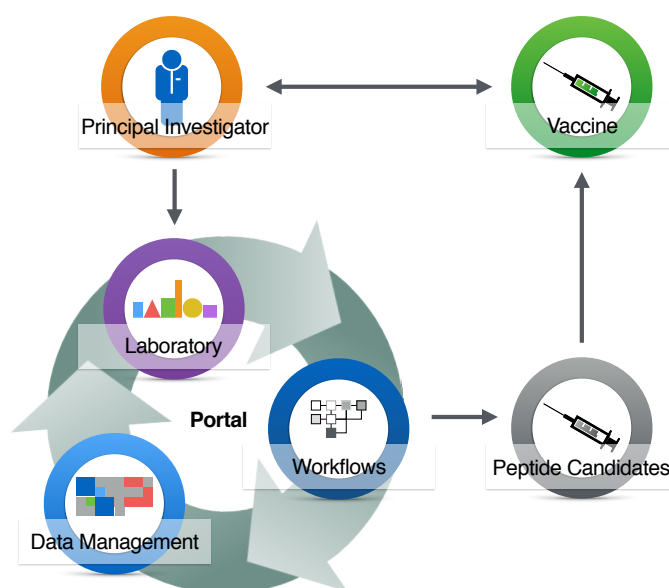 Principal Investigator
Vaccine
Laboratory
Portal
Workflows
Peptide Candidates
Data Management